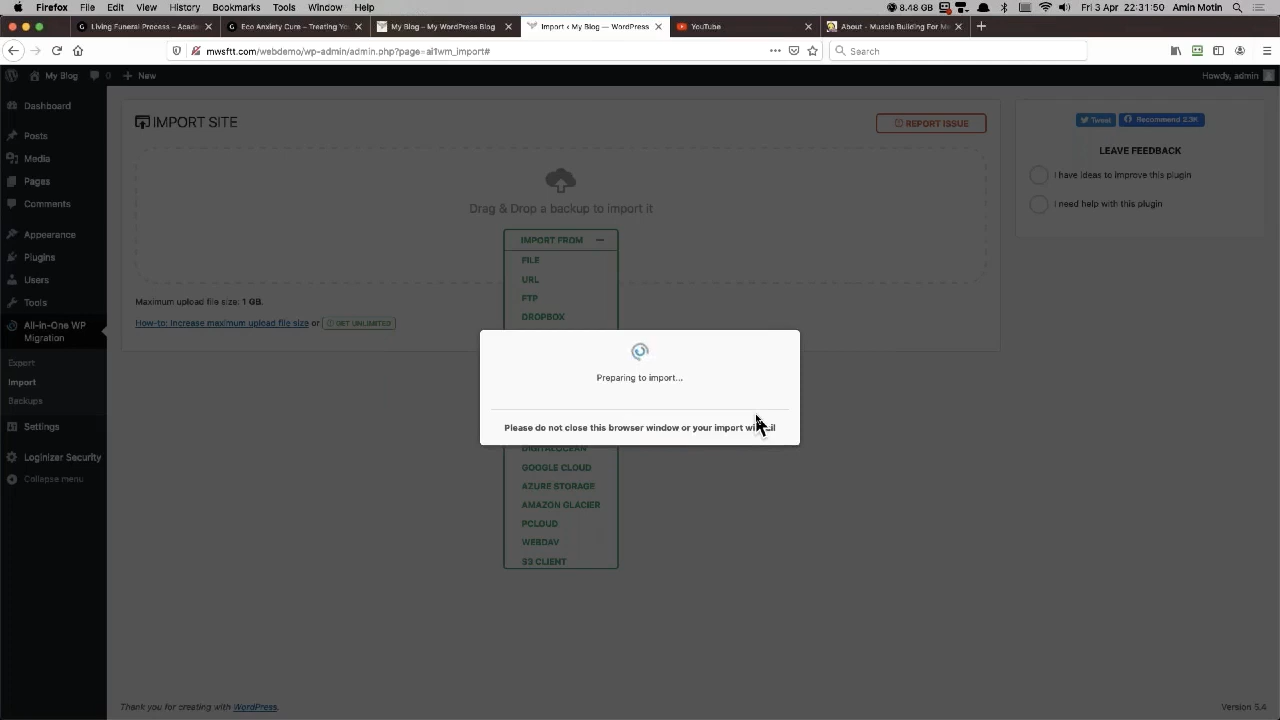 Firefox File Edit View History Bookmarks Tools Window Help
8.48 GB Fri 3 Apr 22:31:50 Amin Motin
Living Funeral Process – Acade
Eco Anxiety Cure – Treating Yo
My Blog – My WordPress Blog
Import ‹ My Blog — WordPress
YouTube
About - Muscle Building For Me
mwsftt.com/webdemo/wp-admin/admin.php?page=ai1wm_import#
Search
My Blog 0 New
Howdy, admin
Dashboard
Posts
Media
Pages
Comments
Appearance
Plugins
Users
Tools
All-in-One WP
Migration
Export
Import
Backups
Settings
Loginizer Security
Collapse menu
IMPORT SITE
REPORT ISSUE
Drag & Drop a backup to import it
IMPORT FROM
FILE
URL
FTP
DROPBOX
Maximum upload file size: 1 GB.
How-to: Increase maximum upload file size or GET UNLIMITED
Preparing to import...
Please do not close this browser window or your import
DIGITALOCEAN
GOOGLE CLOUD
AZURE STORAGE
AMAZON GLACIER
PCLOUD
WEBDAV
S3 CLIENT
Tweet
Recommend 2.3K
LEAVE FEEDBACK
I have ideas to improve this plugin
I need help with this plugin
Thank you for creating with WordPress.
Version 5.4